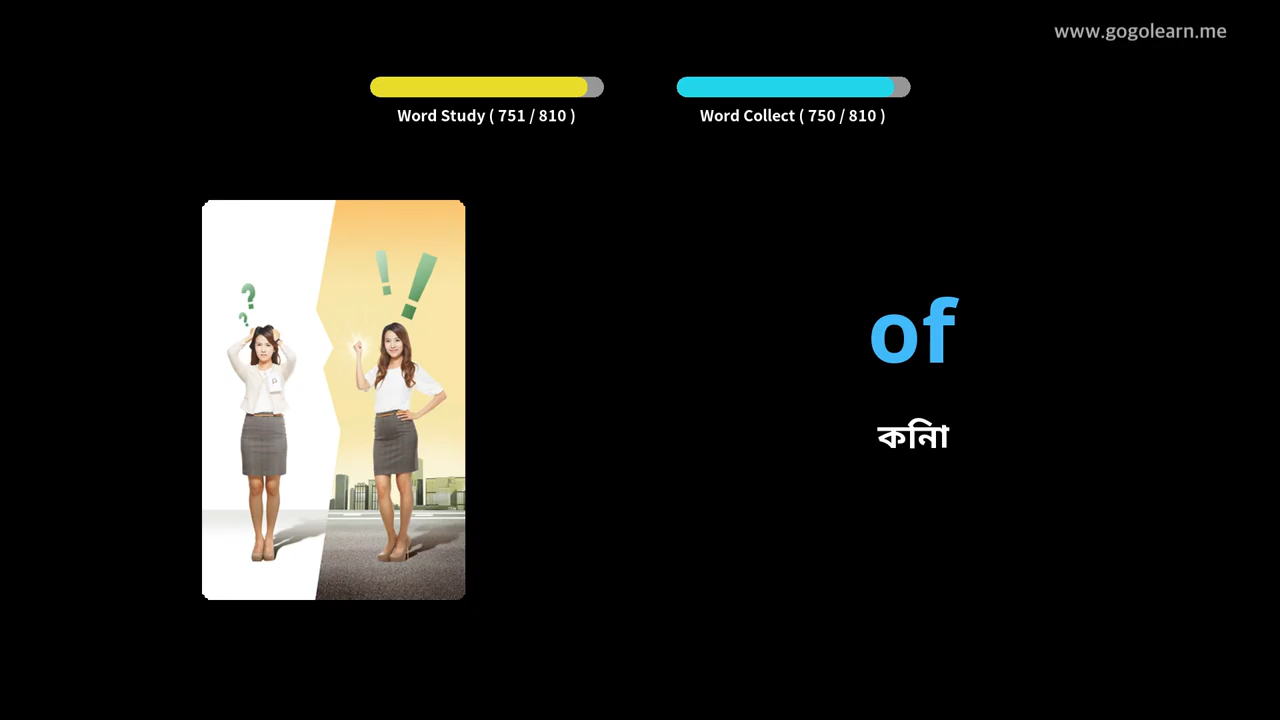 www.gogolearn.me
Word Study ( 751 / 810 )
Word Collect ( 750 / 810 )
? ?
! !
of
কনিা